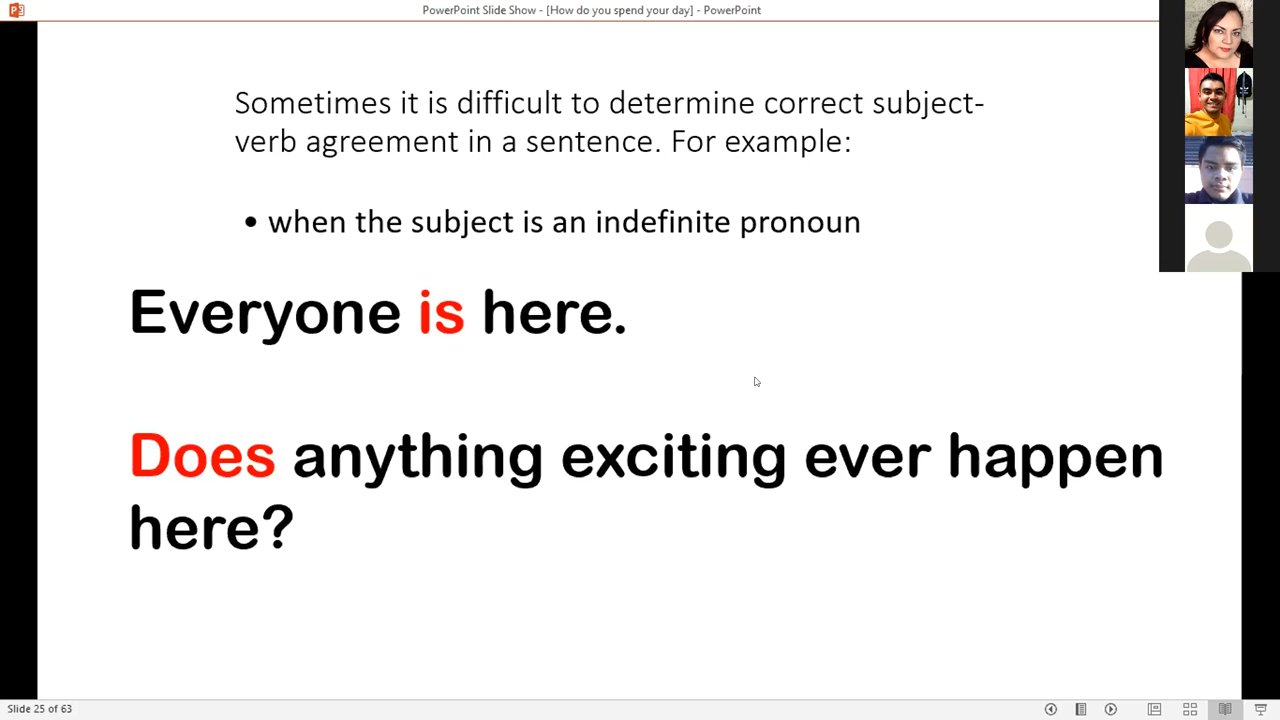 PowerPoint Slide Show - [How do you spend your day] - PowerPoint
Sometimes it is difficult to determine correct subject-
verb agreement in a sentence. For example:
• when the subject is an indefinite pronoun
Everyone is here.
Does anything exciting ever happen
here?
Slide 25 of 63